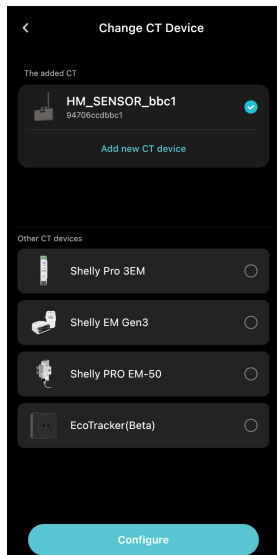 Change CT Device
The added CT
HM_SENSOR_bbc1
94706ccdbbc1
Add new CT device
Other CT devices
Shelly Pro 3EM
Shelly EM Gen3
Shelly PRO EM-50
EcoTracker(Beta)
Configure